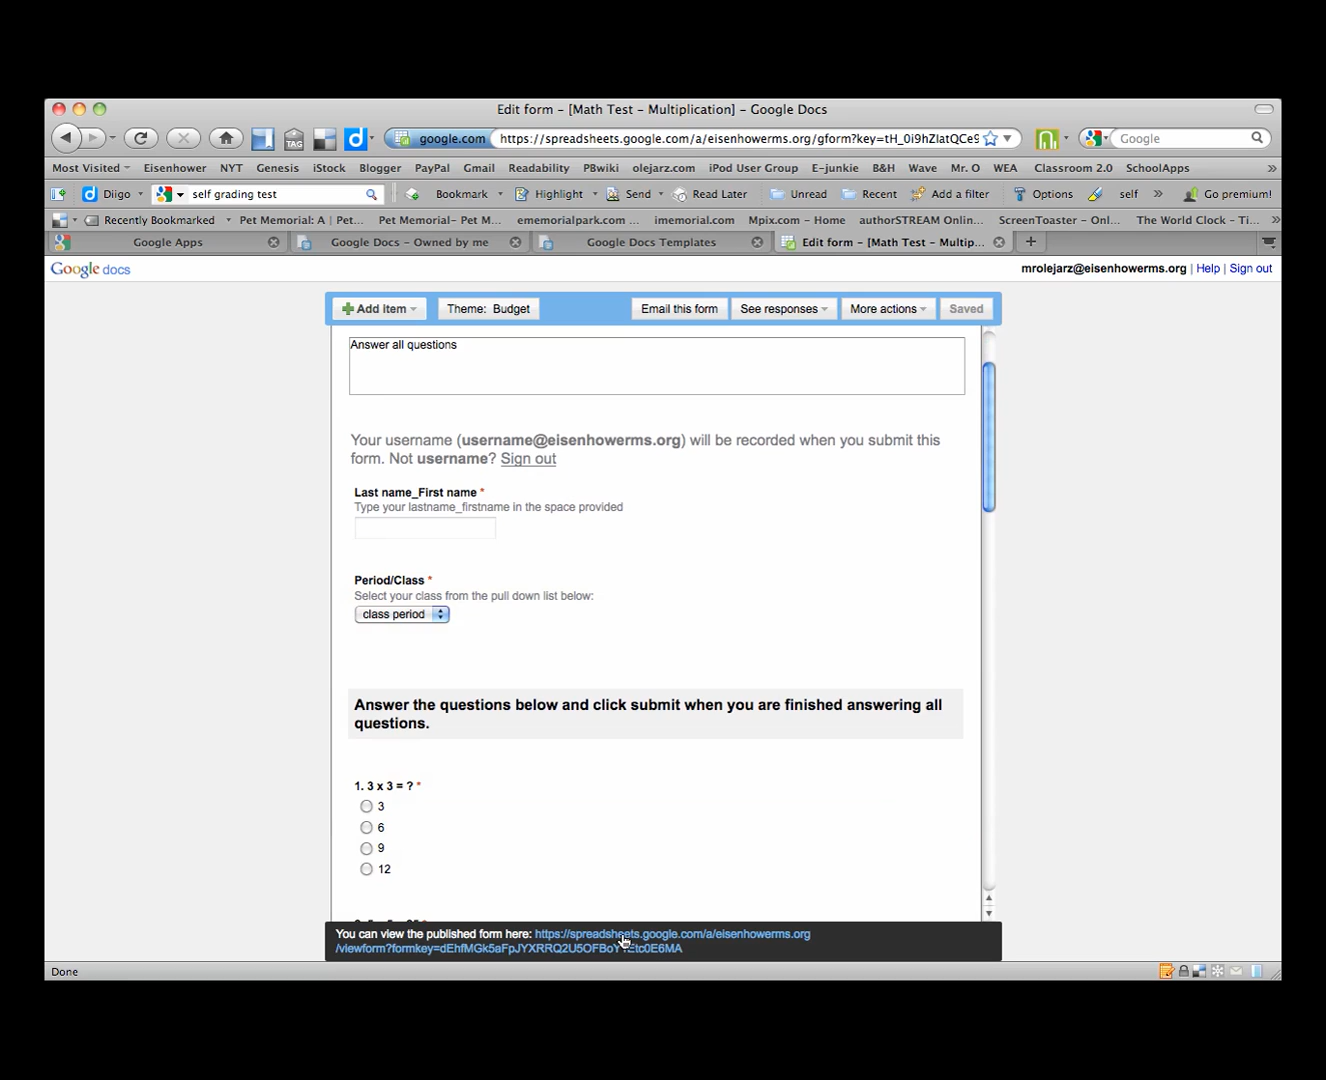 Edit form – [Math Test – Multiplication] – Google Docs
TAG d google.com https://spreadsheets.google.com/a/eisenhowerms.org/gform?key=tH_0i9hZlatQCe9 Google
Most Visited Eisenhower NYT Genesis iStock Blogger PayPal Gmail Readability PBwiki olejarz.com iPod User Group E-junkie B&H Wave Mr. O WEA Classroom 2.0 SchoolApps »
Diigo self grading test Bookmark Highlight Send Read Later Unread Recent Add a filter Options self » Go premium!
Recently Bookmarked Pet Memorial: A | Pet... Pet Memorial– Pet M... ememorialpark.com ... imemorial.com Mpix.com – Home authorSTREAM Onlin... ScreenToaster – Onl... The World Clock – Ti... »
Google Apps Google Docs – Owned by me Google Docs Templates Edit form – [Math Test – Multip... +
Google docs mrolejarz@eisenhowerms.org | Help | Sign out
Add item Theme: Budget Email this form See responses More actions Saved
Answer all questions
Your username (username@eisenhowerms.org) will be recorded when you submit this
form. Not username? Sign out
Last name_First name *
Type your lastname_firstname in the space provided
Period/Class *
Select your class from the pull down list below:
class period
Answer the questions below and click submit when you are finished answering all
questions.
1. 3 x 3 = ? *
3
6
9
12
You can view the published form here: https://spreadsheets.google.com/a/eisenhowerms.org
Done